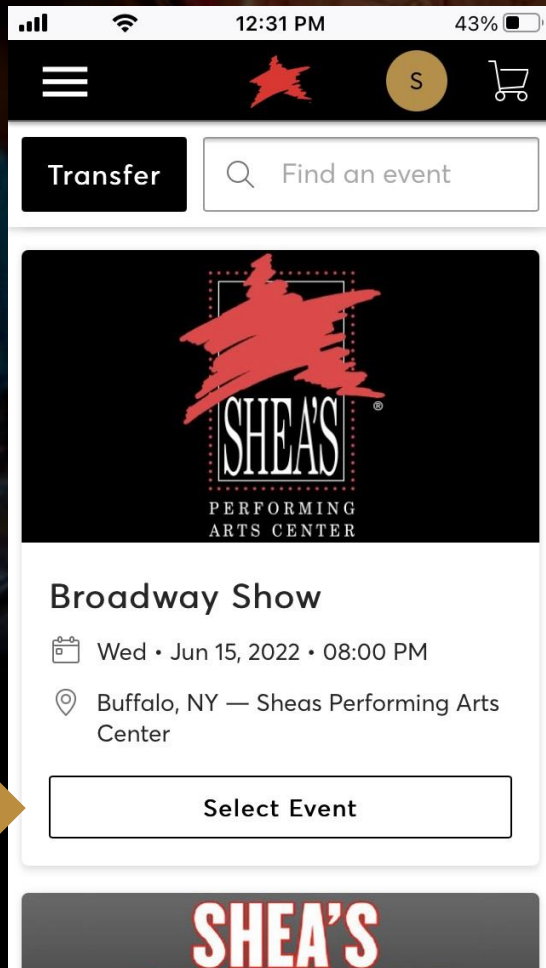 12:31 PM 43%
S
Transfer Find an event
SHEA'S
®
PERFORMING
ARTS CENTER
Broadway Show
Wed • Jun 15, 2022 • 08:00 PM
Buffalo, NY — Sheas Performing Arts
Center
Select Event
SHEA'S